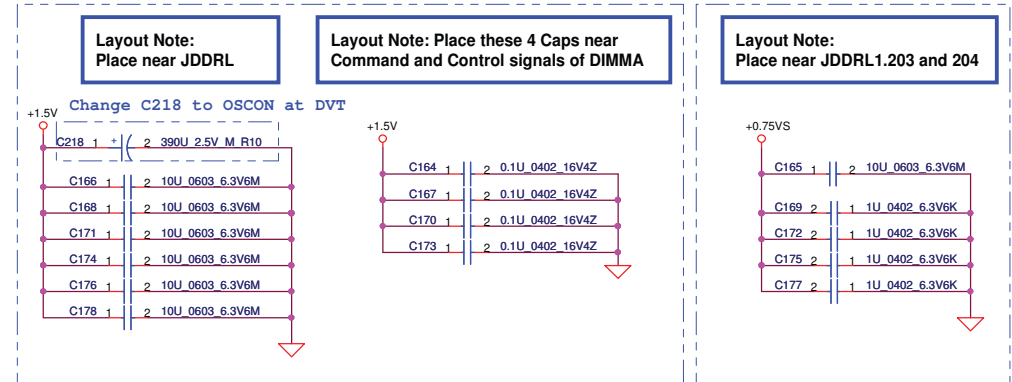 Layout Note:
Place near JDDRL
Layout Note: Place these 4 Caps near
Command and Control signals of DIMMA
Layout Note:
Place near JDDRL1.203 and 204
Change C218 to OSCON at DVT
+1.5V
C218 1 + 2 390U_2.5V_M_R10
C166 1 2 10U_0603_6.3V6M
C168 1 2 10U_0603_6.3V6M
C171 1 2 10U_0603_6.3V6M
C174 1 2 10U_0603_6.3V6M
C176 1 2 10U_0603_6.3V6M
C178 1 2 10U_0603_6.3V6M
+1.5V
C164 1 2 0.1U_0402_16V4Z
C167 1 2 0.1U_0402_16V4Z
C170 1 2 0.1U_0402_16V4Z
C173 1 2 0.1U_0402_16V4Z
+0.75VS
C165 1 2 10U_0603_6.3V6M
C169 2 1 1U_0402_6.3V6K
C172 2 1 1U_0402_6.3V6K
C175 2 1 1U_0402_6.3V6K
C177 2 1 1U_0402_6.3V6K